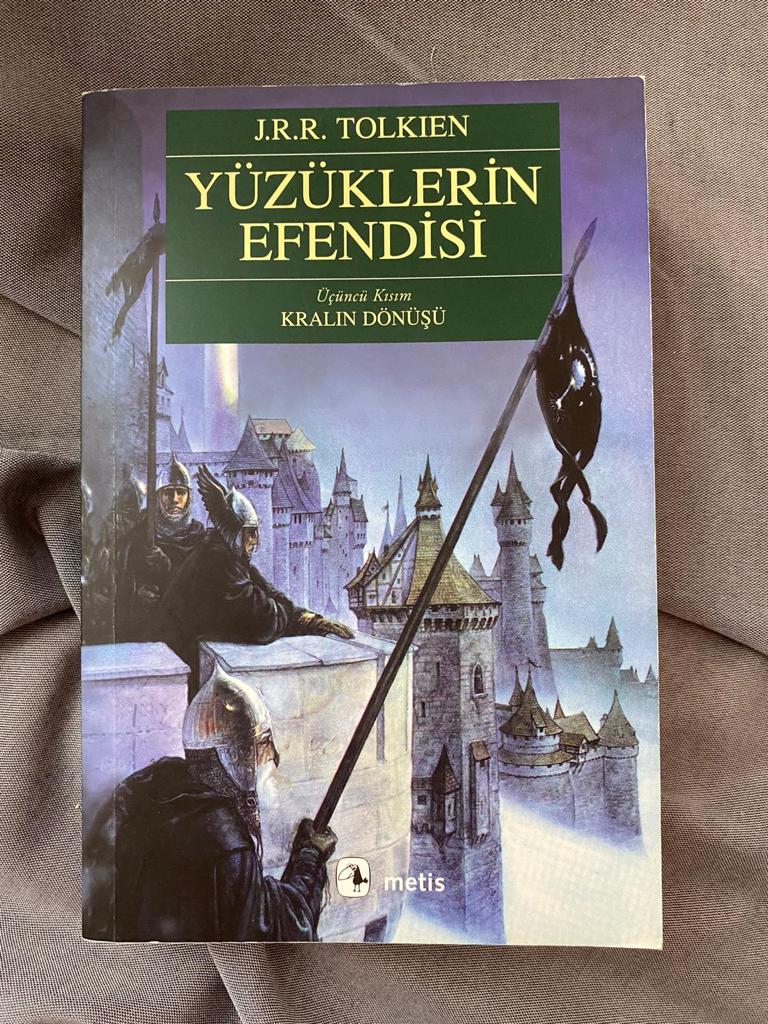 J.R.R. TOLKIEN
YÜZÜKLERİN
EFENDİSİ
Üçüncü Kısım
KRALIN DÖNÜŞÜ
metis